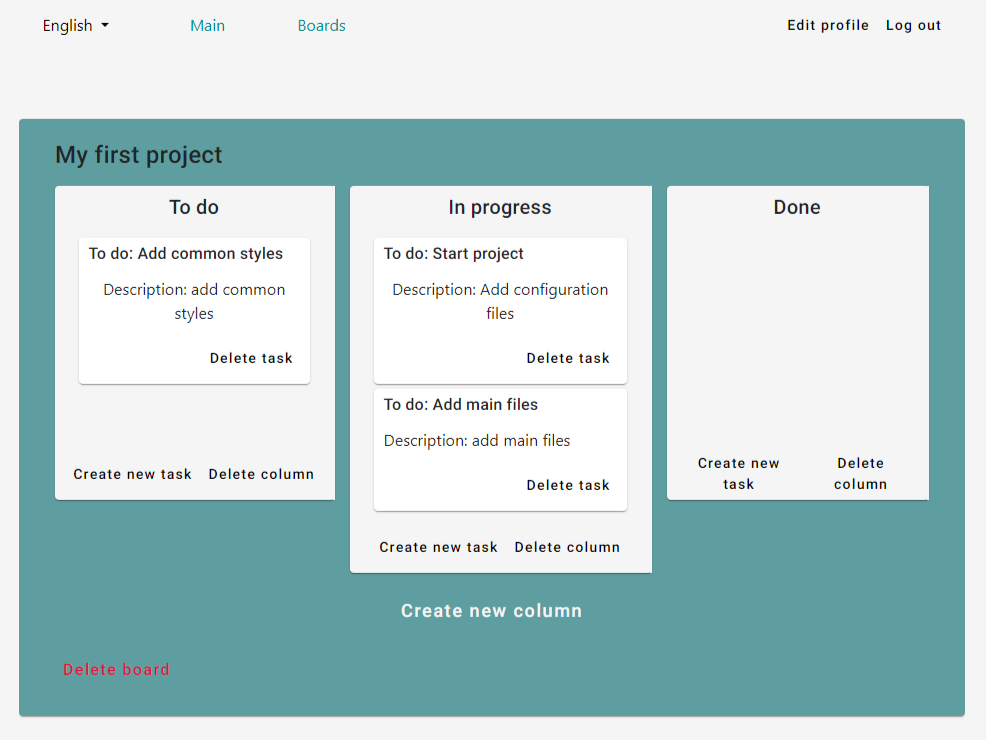 English
Main
Boards
Edit profile
Log out
My first project
To do
To do: Add common styles
Description: add common
styles
Delete task
Create new task
Delete column
In progress
To do: Start project
Description: Add configuration
files
Delete task
To do: Add main files
Description: add main files
Delete task
Create new task
Delete column
Done
Create new
task
Delete
column
Create new column
Delete board